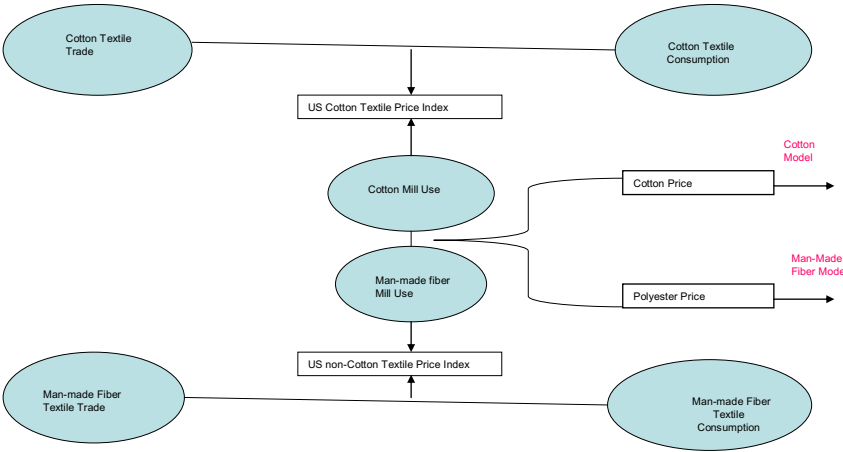 Cotton Textile
Trade
Cotton Textile
Consumption
US Cotton Textile Price Index
Cotton
Model
Cotton Mill Use
Cotton Price
Man-Made
Fiber Mode
Man-made fiber
Mill Use
Polyester Price
US non-Cotton Textile Price Index
Man-made Fiber
Textile Trade
Man-made Fiber
Textile
Consumption